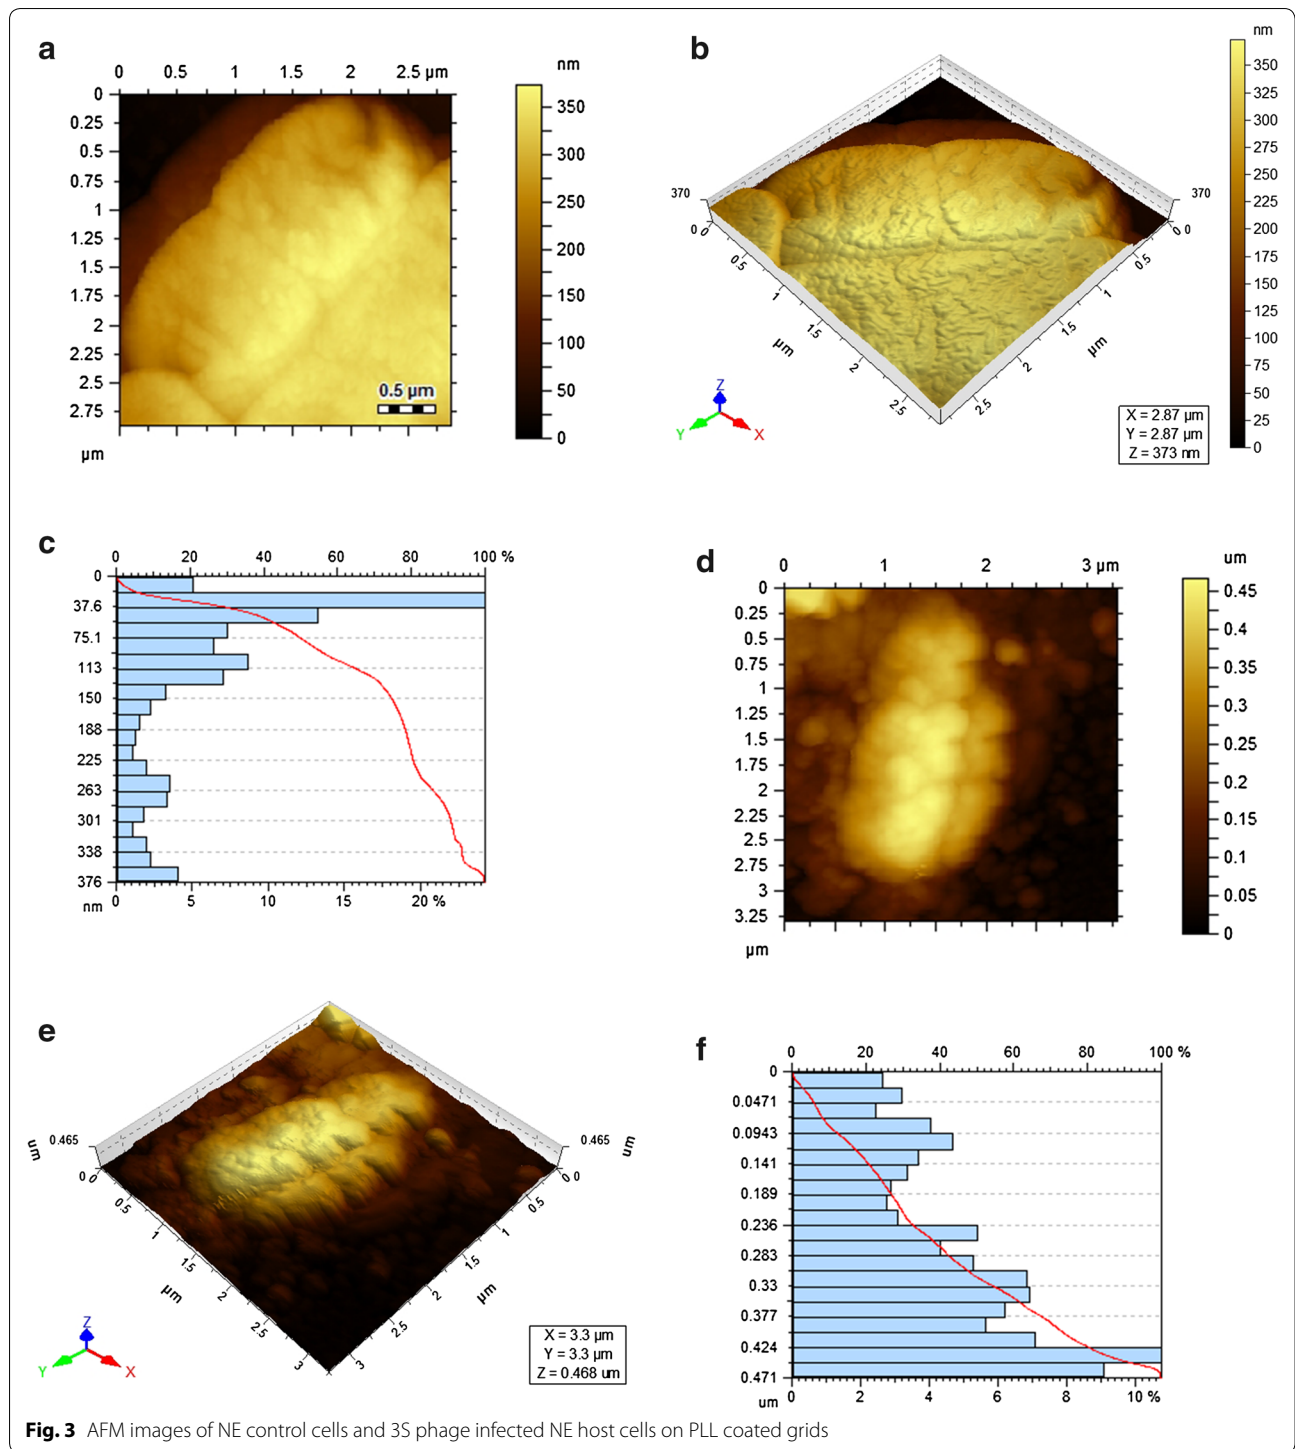 a
0 0.5 1 1.5 2 2.5 µm
nm
0
0.25
0.5
0.75
1
1.25
1.5
1.75
2
2.25
2.5
2.75
µm
0.5 µm
350
300
250
200
150
100
50
0
b
nm
370
370
0 0
0.5
1
1.5
2
2.5
µm
0 0
0.5
1
1.5
2
2.5
µm
Z
Y
X
X = 2.87 µm
Y = 2.87 µm
Z = 373 nm
350
325
300
275
250
225
200
175
150
125
100
75
50
25
0
c
0 20 40 60 80 100 %
0
37.6
75.1
113
150
188
225
263
301
338
376
nm
0 5 10 15 20 %
d
0 1 2 3 µm
um
0
0.25
0.5
0.75
1
1.25
1.5
1.75
2
2.25
2.5
2.75
3
3.25
µm
0.45
0.4
0.35
0.3
0.25
0.2
0.15
0.1
0.05
0
e
um
0.465
0.465
um
0 0
0.5
1
1.5
2
2.5
3
µm
0 0
0.5
1
1.5
2
2.5
3
µm
Z
Y
X
X = 3.3 µm
Y = 3.3 µm
Z = 0.468 um
f
0 20 40 60 80 100 %
0
0.0471
0.0943
0.141
0.189
0.236
0.283
0.33
0.377
0.424
0.471
um
0 2 4 6 8 10 %
Fig. 3 AFM images of NE control cells and 3S phage infected NE host cells on PLL coated grids